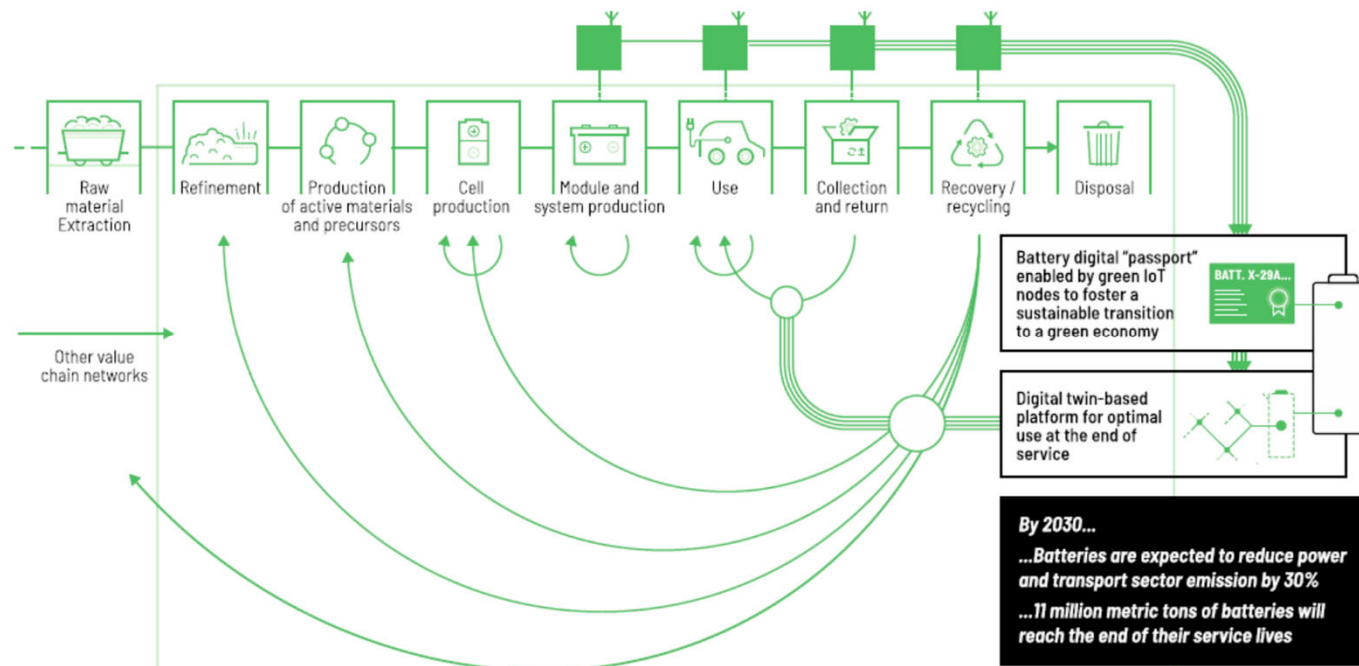 Raw
material
Extraction
Refinement
Production
of active materials
and precursors
Cell
production
Module and
system production
Use
Collection
and return
Recovery /
recycling
Disposal
Other value
chain networks
Battery digital “passport”
enabled by green IoT
nodes to foster a
sustainable transition
to a green economy
BATT. X-29A...
Digital twin-based
platform for optimal
use at the end of
service
By 2030...
...Batteries are expected to reduce power
and transport sector emission by 30%
...11 million metric tons of batteries will
reach the end of their service lives